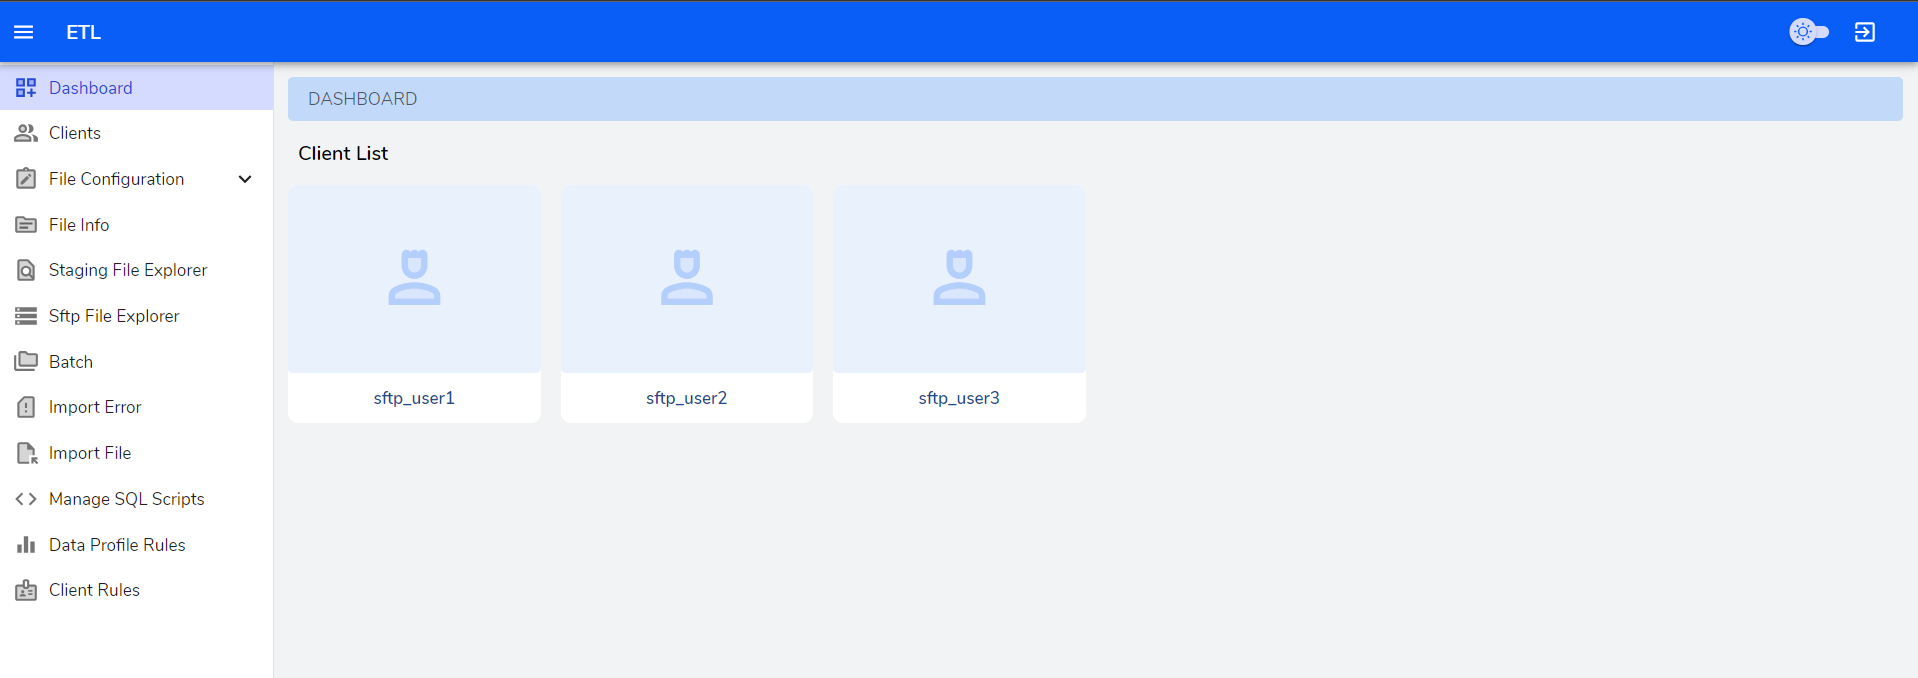 ETL
Dashboard
Clients
File Configuration
File Info
Staging File Explorer
Sftp File Explorer
Batch
Import Error
Import File
Manage SQL Scripts
Data Profile Rules
Client Rules
DASHBOARD
Client List
sftp_user1
sftp_user2
sftp_user3